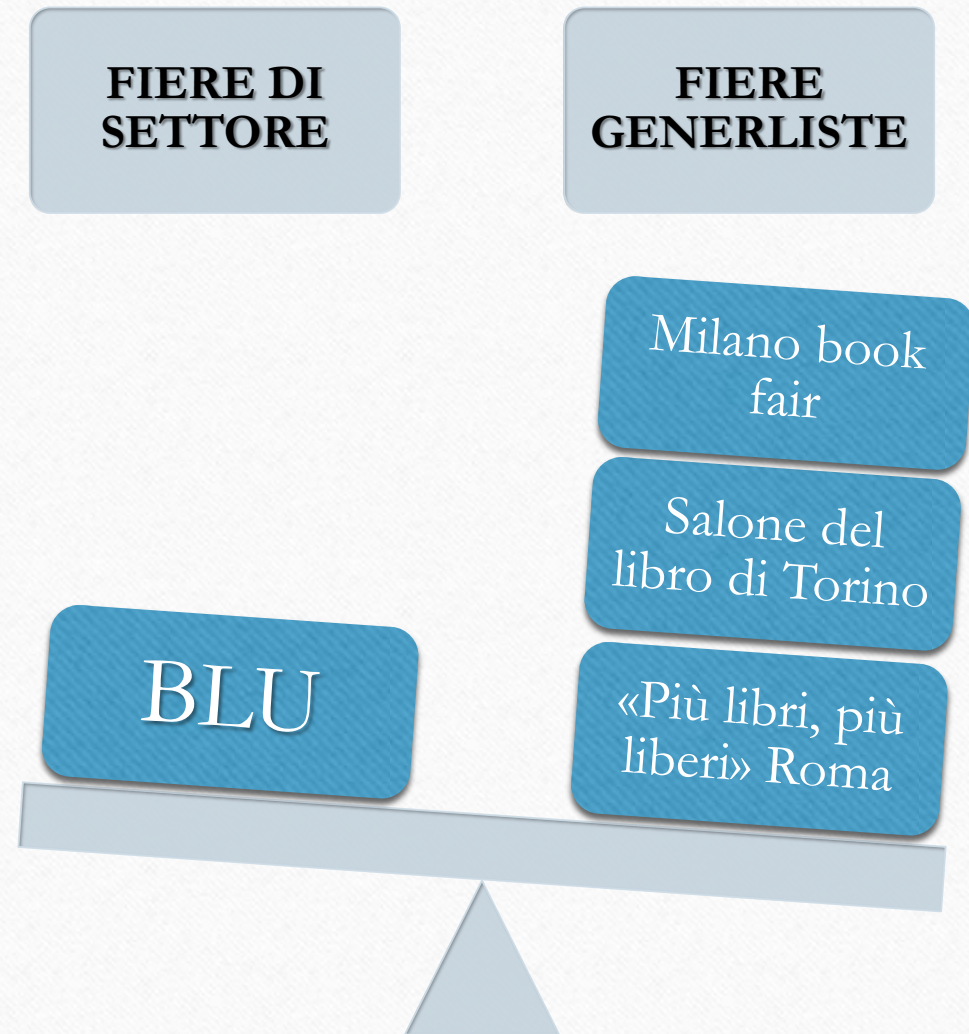 FIERE DI
SETTORE
FIERE
GENERLISTE
Milano book
fair
Salone del
libro di Torino
«Più libri, più
liberi» Roma
BLU